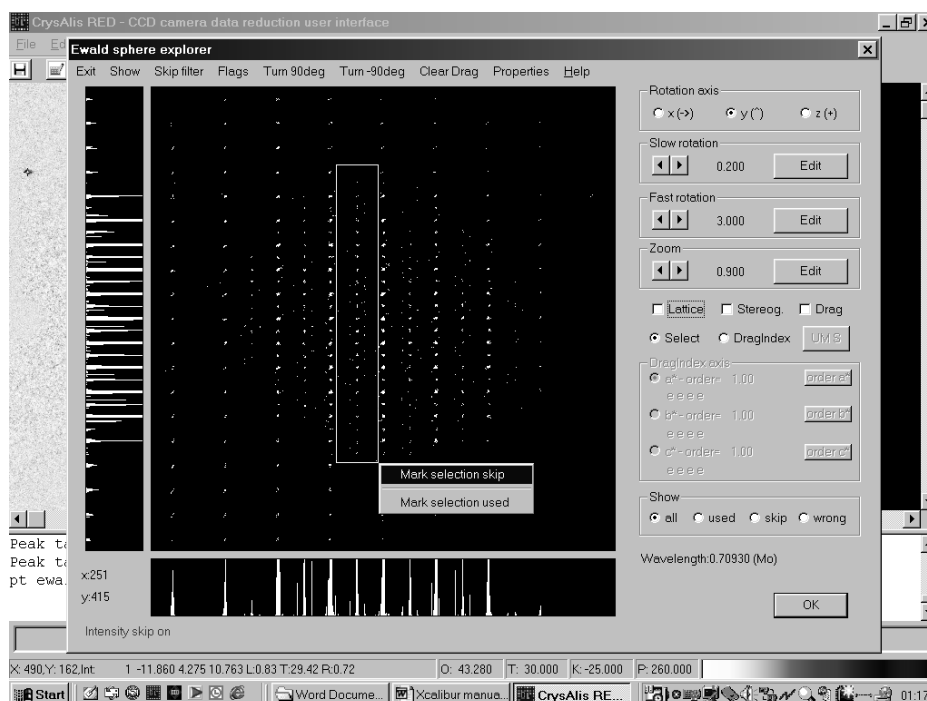 CrysAlis RED - CCD camera data reduction user interface
File Ed
Ewald sphere explorer
Exit Show Skip filter Flags Turn 90deg Turn -90deg Clear Drag Properties Help
Rotation axis
x (->) y (^) z (+)
Slow rotation
0.200 Edit
Fast rotation
3.000 Edit
Zoom
0.900 Edit
Lattice Stereog. Drag
Select DragIndex UM S
DragIndex axis
a* - order= 1.00 order a*
e e e e
b* - order= 1.00 order b*
e e e e
c* - order= 1.00 order c*
e e e e
Mark selection skip
Mark selection used
Show
all used skip wrong
Peak ta
Peak ta
pt ewa
Wavelength:0.70930 (Mo)
x:251
y:415
OK
Intensity skip on
X: 490,Y: 162,Int: 1 -11.860 4.275 10.763 L:0.83 T:29.42 R:0.72 O: 43.280 T: 30.000 K:-25.000 P: 260.000
Start Word Docume... Xcalibur manua... CrysAlis RE... 01:17